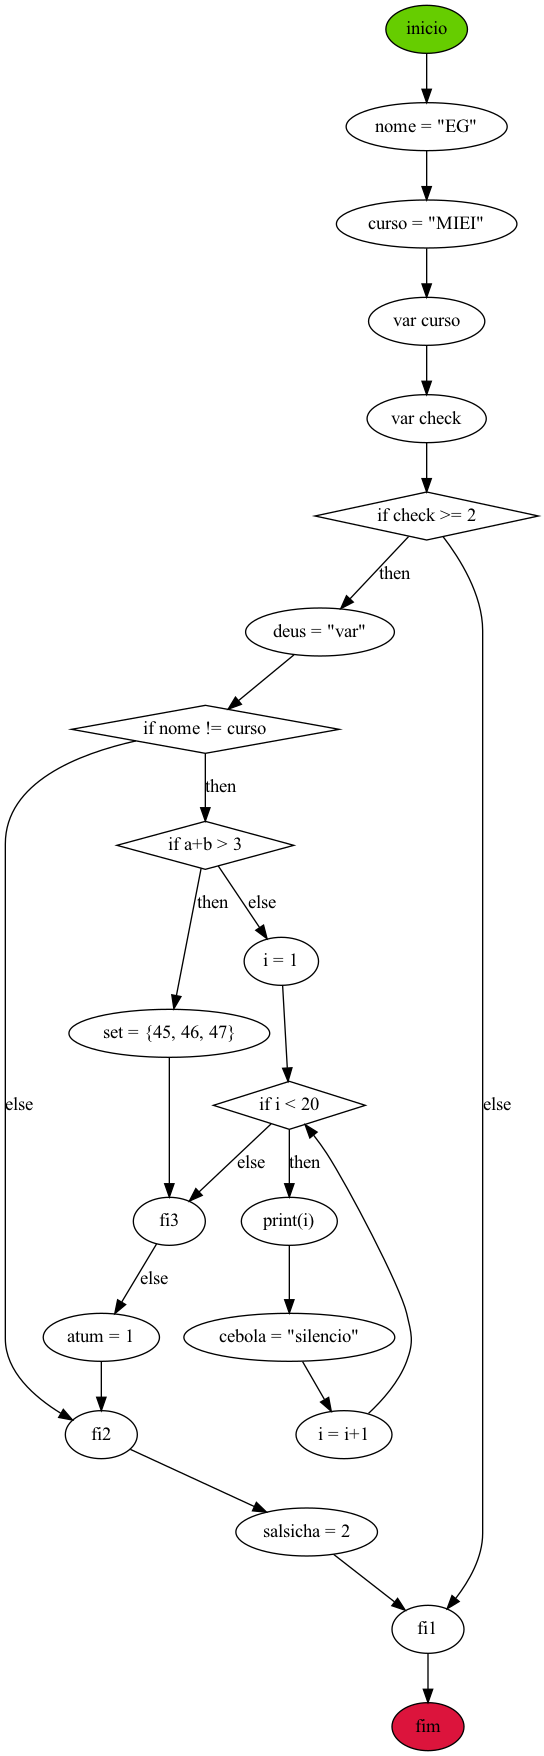 inicio
nome = "EG"
curso = "MIEI"
var curso
var check
if check >= 2
then
deus = "var"
if nome != curso
then
if a+b > 3
then
else
i = 1
set = {45, 46, 47}
else
if i < 20
else
else
then
fi3
print(i)
else
atum = 1
cebola = "silencio"
fi2
i = i+1
salsicha = 2
fi1
fim